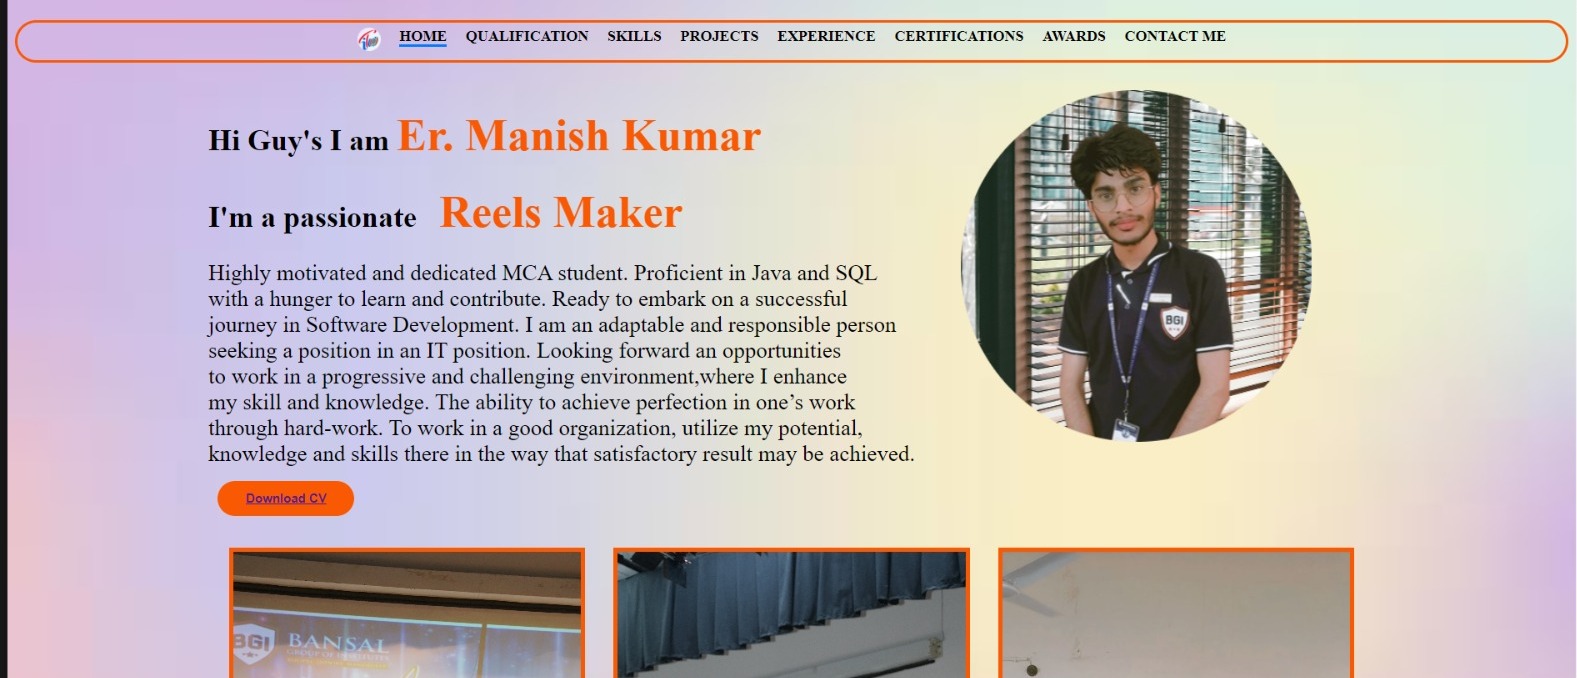 HOME QUALIFICATION SKILLS PROJECTS EXPERIENCE CERTIFICATIONS AWARDS CONTACT ME
Hi Guy's I am Er. Manish Kumar
I'm a passionate Reels Maker
Highly motivated and dedicated MCA student. Proficient in Java and SQL
with a hunger to learn and contribute. Ready to embark on a successful
journey in Software Development. I am an adaptable and responsible person
seeking a position in an IT position. Looking forward an opportunities
to work in a progressive and challenging environment,where I enhance
my skill and knowledge. The ability to achieve perfection in one’s work
through hard-work. To work in a good organization, utilize my potential,
knowledge and skills there in the way that satisfactory result may be achieved.
Download CV
BGI
BGI BANSAL
GROUP OF INSTITUTES